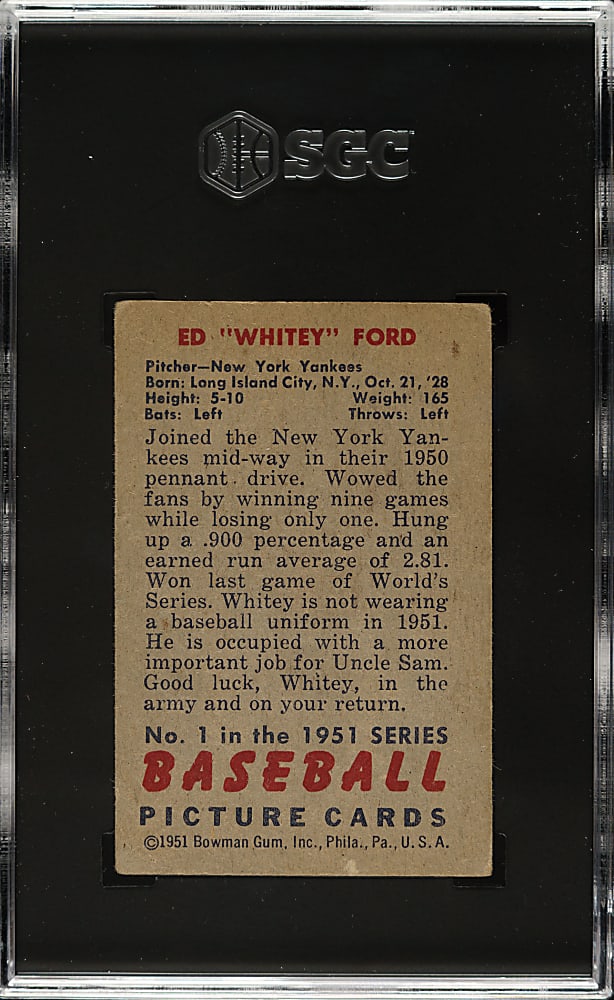 SGC
ED "WHITEY" FORD
Pitcher—New York Yankees
Born: Long Island City, N.Y., Oct. 21, '28
Height: 5-10 Weight: 165
Bats: Left Throws: Left
Joined the New York Yan-
kees mid-way in their 1950
pennant drive. Wowed the
fans by winning nine games
while losing only one. Hung
up a .900 percentage and an
earned run average of 2.81.
Won last game of World's
Series. Whitey is not wearing
a baseball uniform in 1951.
He is occupied with a more
important job for Uncle Sam.
Good luck, Whitey, in the
army and on your return.
No. 1 in the 1951 SERIES
BASEBALL
PICTURE CARDS
©1951 Bowman Gum, Inc., Phila., Pa., U. S. A.